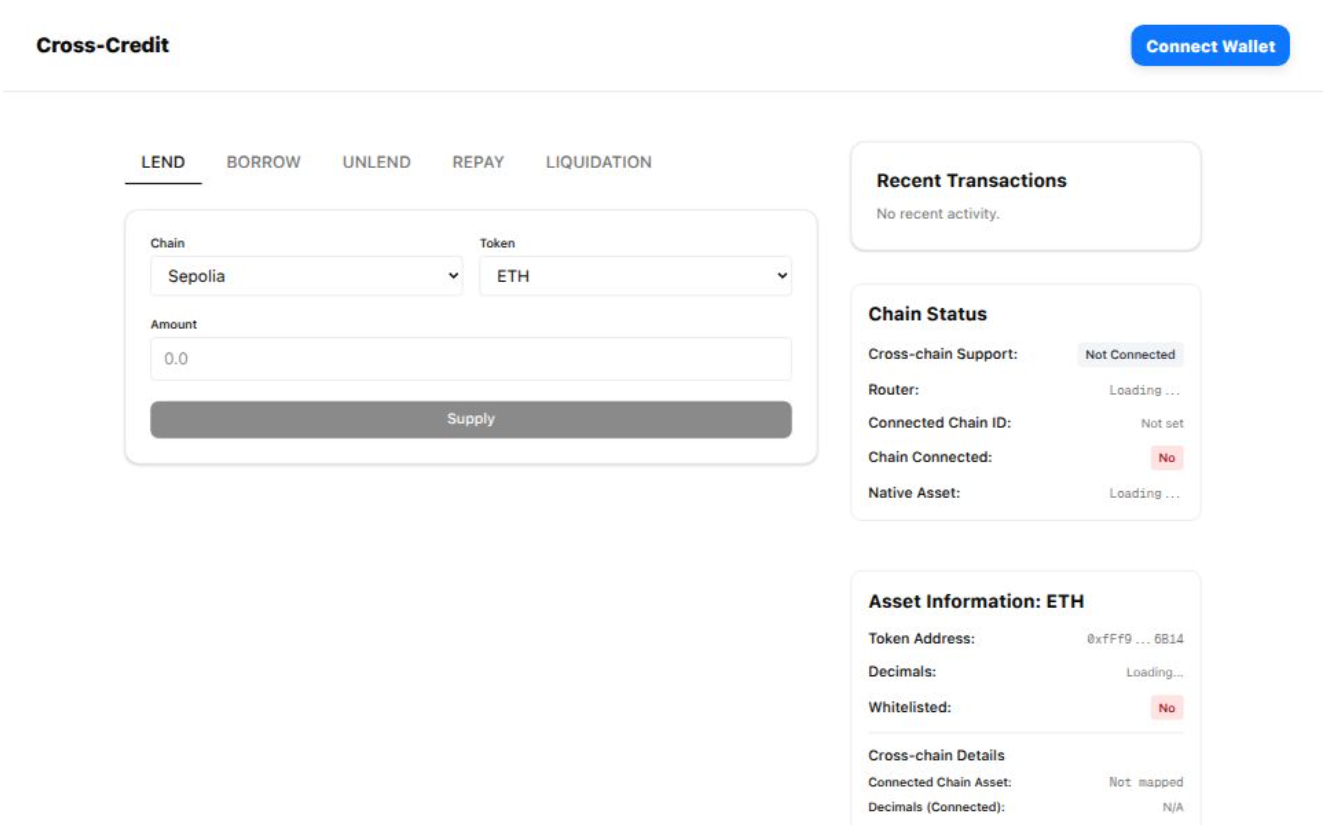 Cross-Credit
Connect Wallet
LEND BORROW UNLEND REPAY LIQUIDATION
Chain
Token
Sepolia
ETH
Amount
0.0
Supply
Recent Transactions
No recent activity.
Chain Status
Cross-chain Support: Not Connected
Router: Loading...
Connected Chain ID: Not set
Chain Connected: No
Native Asset: Loading...
Asset Information: ETH
Token Address: 0xfFf9...6B14
Decimals: Loading...
Whitelisted: No
Cross-chain Details
Connected Chain Asset: Not mapped
Decimals (Connected): N/A